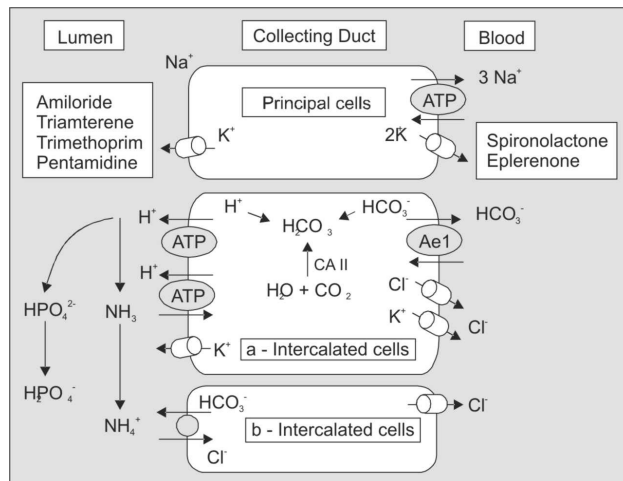 Lumen
Collecting Duct
Blood
Na⁺
3 Na⁺
Amiloride
Triamterene
Trimethoprim
Pentamidine
Principal cells
ATP
K⁺
2K⁺
Spironolactone
Eplerenone
H⁺
H⁺
HCO₃⁻
HCO₃⁻
H₂CO₃
ATP
Ae1
H⁺
CA II
ATP
H₂O + CO₂
Cl⁻
HPO₄²⁻
NH₃
K⁺
Cl⁻
K⁺
a - Intercalated cells
H₂PO₄⁻
HCO₃⁻
Cl⁻
NH₄⁺
b - Intercalated cells
Cl⁻